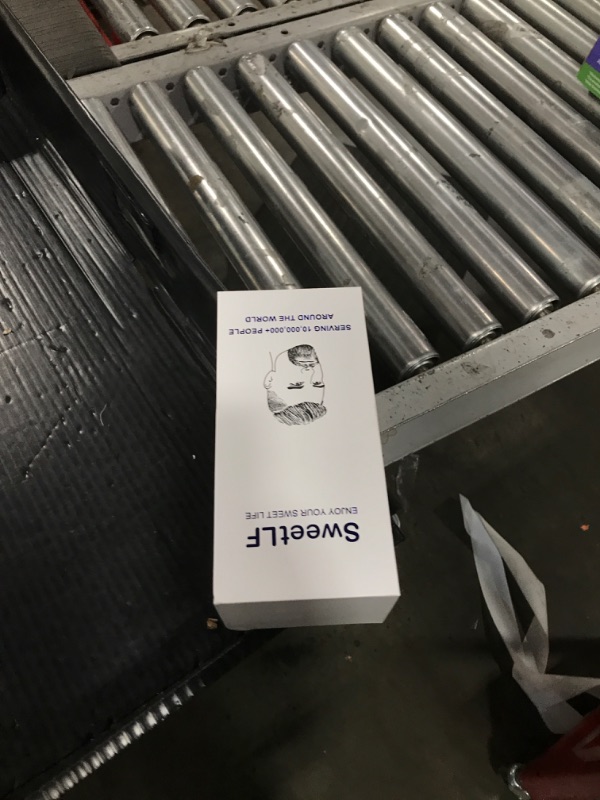 SweetLF
ENJOY YOUR SWEET LIFE
SERVING 10,000,000+ PEOPLE
AROUND THE WORLD